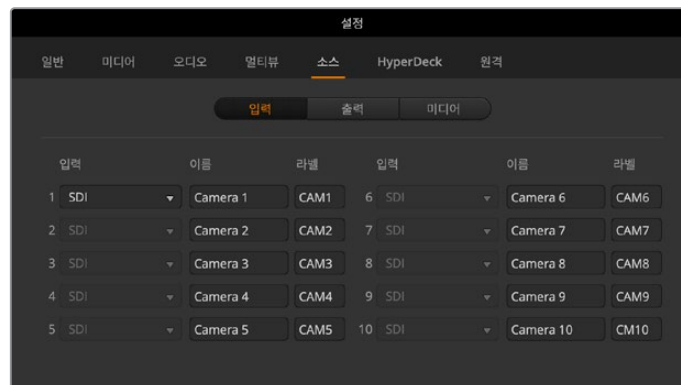 설정
일반 미디어 오디오 멀티뷰 소스 HyperDeck 원격
입력 출력 미디어
입력 이름 라벨 입력 이름 라벨
1 SDI Camera 1 CAM1 6 SDI Camera 6 CAM6
2 SDI Camera 2 CAM2 7 SDI Camera 7 CAM7
3 SDI Camera 3 CAM3 8 SDI Camera 8 CAM8
4 SDI Camera 4 CAM4 9 SDI Camera 9 CAM9
5 SDI Camera 5 CAM5 10 SDI Camera 10 CM10